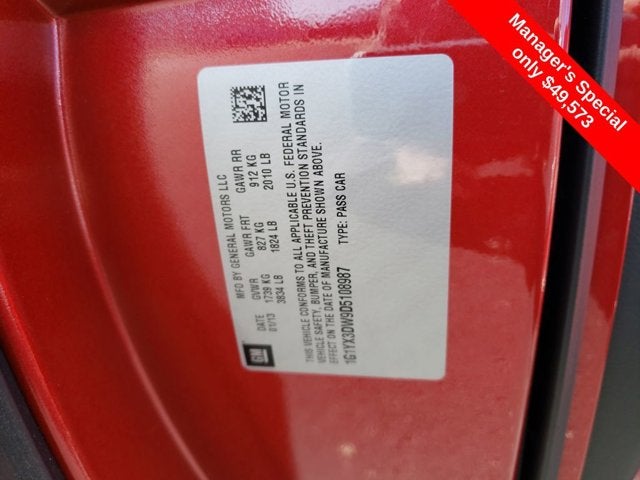 Manager's Special
only $49,573
GM
MFD BY GENERAL MOTORS LLC
DATE GVWR GAWR FRT GAWR RR
01/13 1739 KG 827 KG 912 KG
3834 LB 1824 LB 2010 LB
THIS VEHICLE CONFORMS TO ALL APPLICABLE U.S. FEDERAL MOTOR
VEHICLE SAFETY, BUMPER, AND THEFT PREVENTION STANDARDS IN
EFFECT ON THE DATE OF MANUFACTURE SHOWN ABOVE.
1G1YX3DW9D5108987 TYPE: PASS CAR